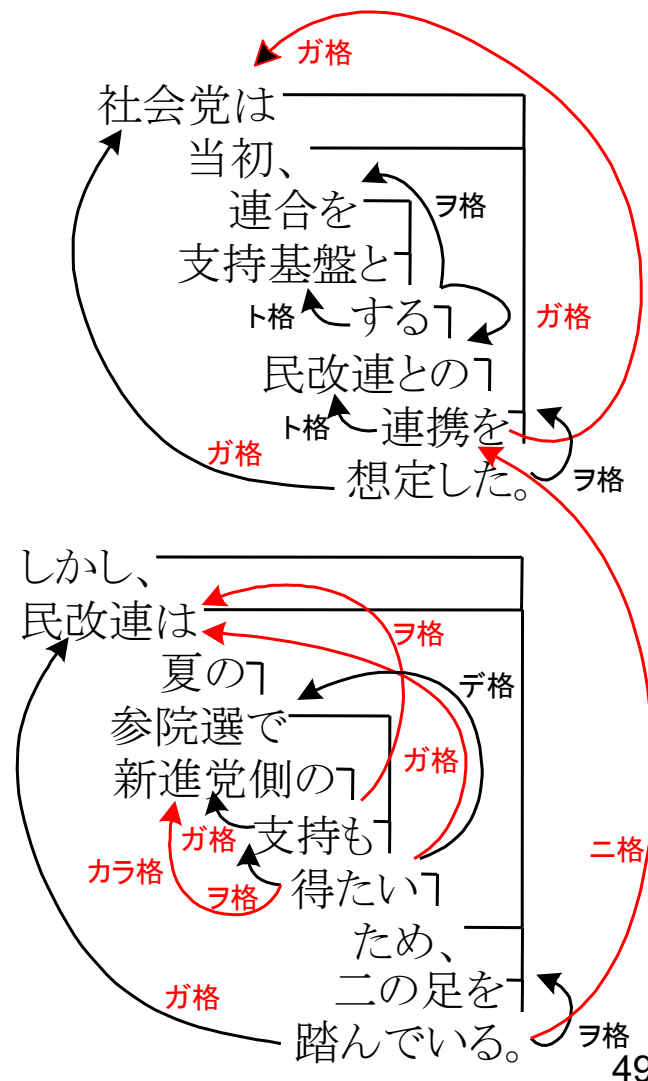 ガ格
社会党は
当初、
連合を
ヲ格
支持基盤と
ト格
する
ガ格
民改連との
ト格
連携を
ガ格
想定した。
ヲ格
しかし、
民改連は
ヲ格
夏の
デ格
参院選で
ガ格
新進党側の
ガ格
支持も
カラ格
ヲ格
得たい
ニ格
ため、
ガ格
二の足を
踏んでいる。
ヲ格
49